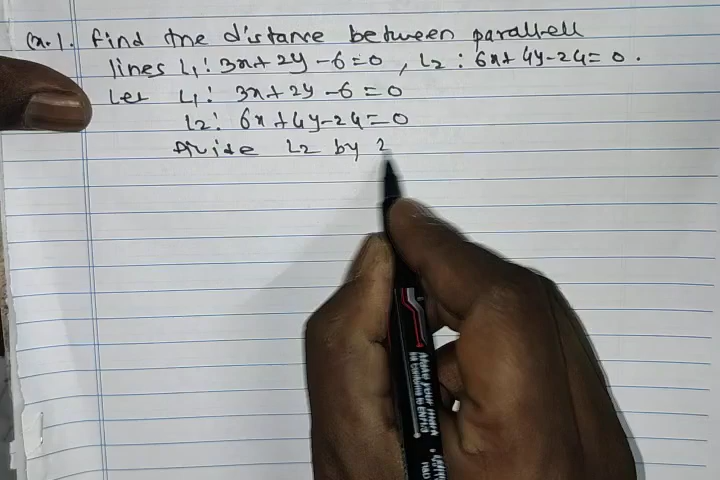 Q.1. Find the distance between parallell
lines L1: 3x+2y-6=0, L2: 6x+4y-24=0.
Let L1: 3x+2y-6=0
L2: 6x+4y-24=0
Divide L2 by 2